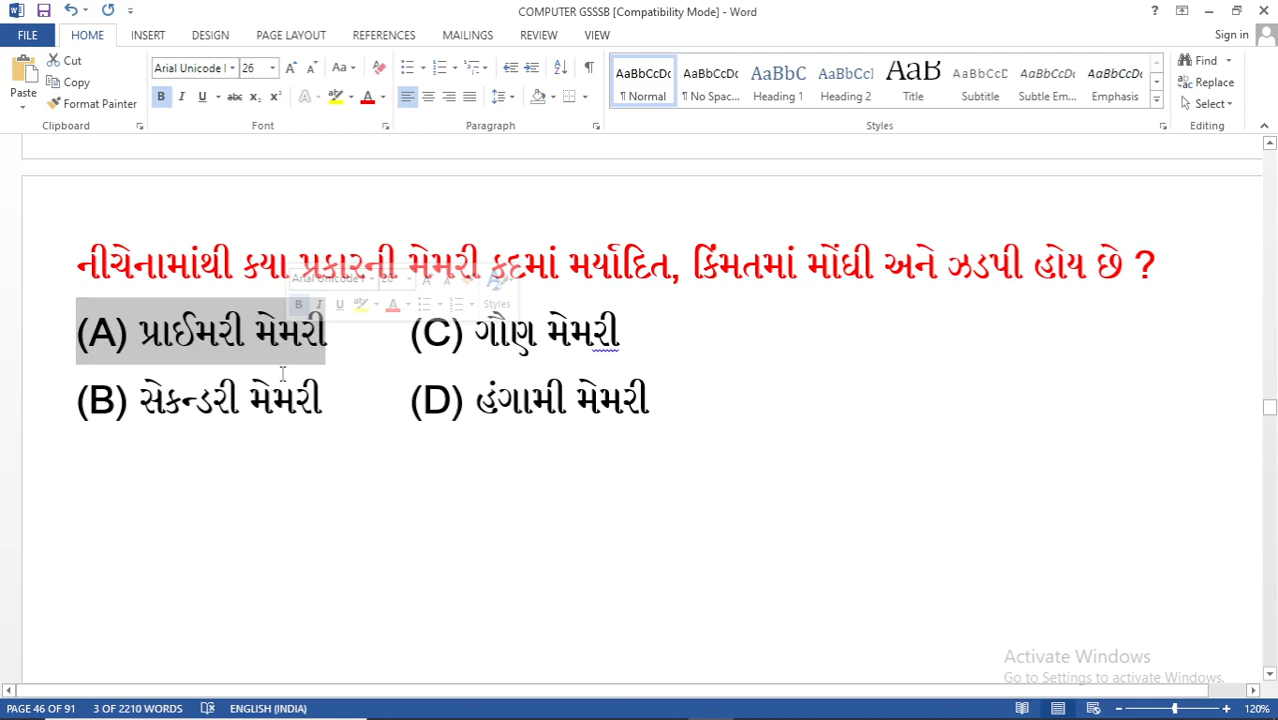 COMPUTER GSSSB [Compatibility Mode] - Word
FILE HOME INSERT DESIGN PAGE LAYOUT REFERENCES MAILINGS REVIEW VIEW Sign in
Paste Cut Copy Format Painter
Clipboard
Arial Unicode 26
Font
Paragraph
AaBbCcDc AaBbCcDc AaBbC AaBbCc AaB AaBbCcD AaBbCcDc AaBbCcDc
¶ Normal ¶ No Spac... Heading 1 Heading 2 Title Subtitle Subtle Em... Emphasis
Styles
Find Replace Select
Editing
નીચેનામાંથી કયા પ્રકારની મેમરી કદમાં મર્યાદિત, કિંમતમાં મોંઘી અને ઝડપી હોય છે ?
Styles
(A) પ્રાઈમરી મેમરી (C) ગૌણ મેમરી
(B) સેકન્ડરી મેમરી (D) હંગામી મેમરી
Activate Windows
Go to Settings to activate Windows.
PAGE 46 OF 91 3 OF 2210 WORDS ENGLISH (INDIA) 120%